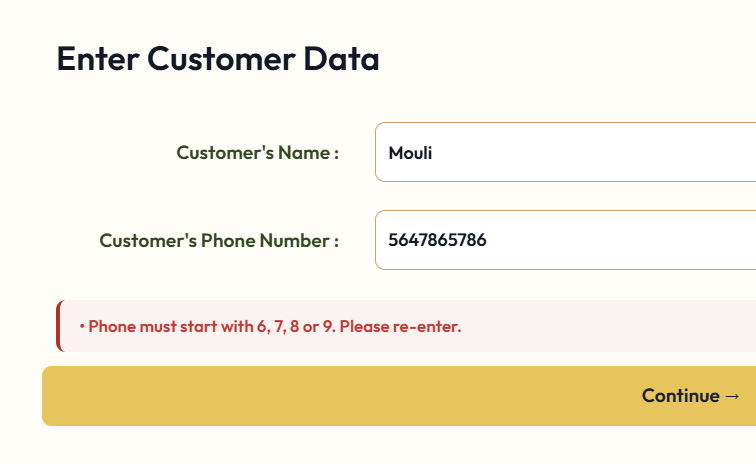 Enter Customer Data
Customer's Name : Mouli
Customer's Phone Number : 5647865786
• Phone must start with 6, 7, 8 or 9. Please re-enter.
Continue →